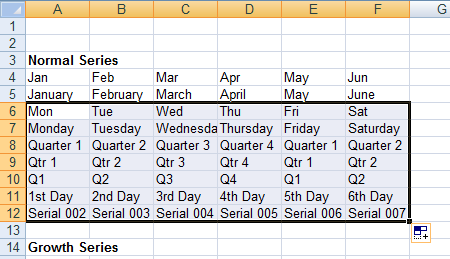 A B C D E F G
1
2
3 Normal Series
4 Jan Feb Mar Apr May Jun
5 January February March April May June
6 Mon Tue Wed Thu Fri Sat
7 Monday Tuesday Wednesda Thursday Friday Saturday
8 Quarter 1 Quarter 2 Quarter 3 Quarter 4 Quarter 1 Quarter 2
9 Qtr 1 Qtr 2 Qtr 3 Qtr 4 Qtr 1 Qtr 2
10 Q1 Q2 Q3 Q4 Q1 Q2
11 1st Day 2nd Day 3rd Day 4th Day 5th Day 6th Day
12 Serial 002 Serial 003 Serial 004 Serial 005 Serial 006 Serial 007
13
14 Growth Series